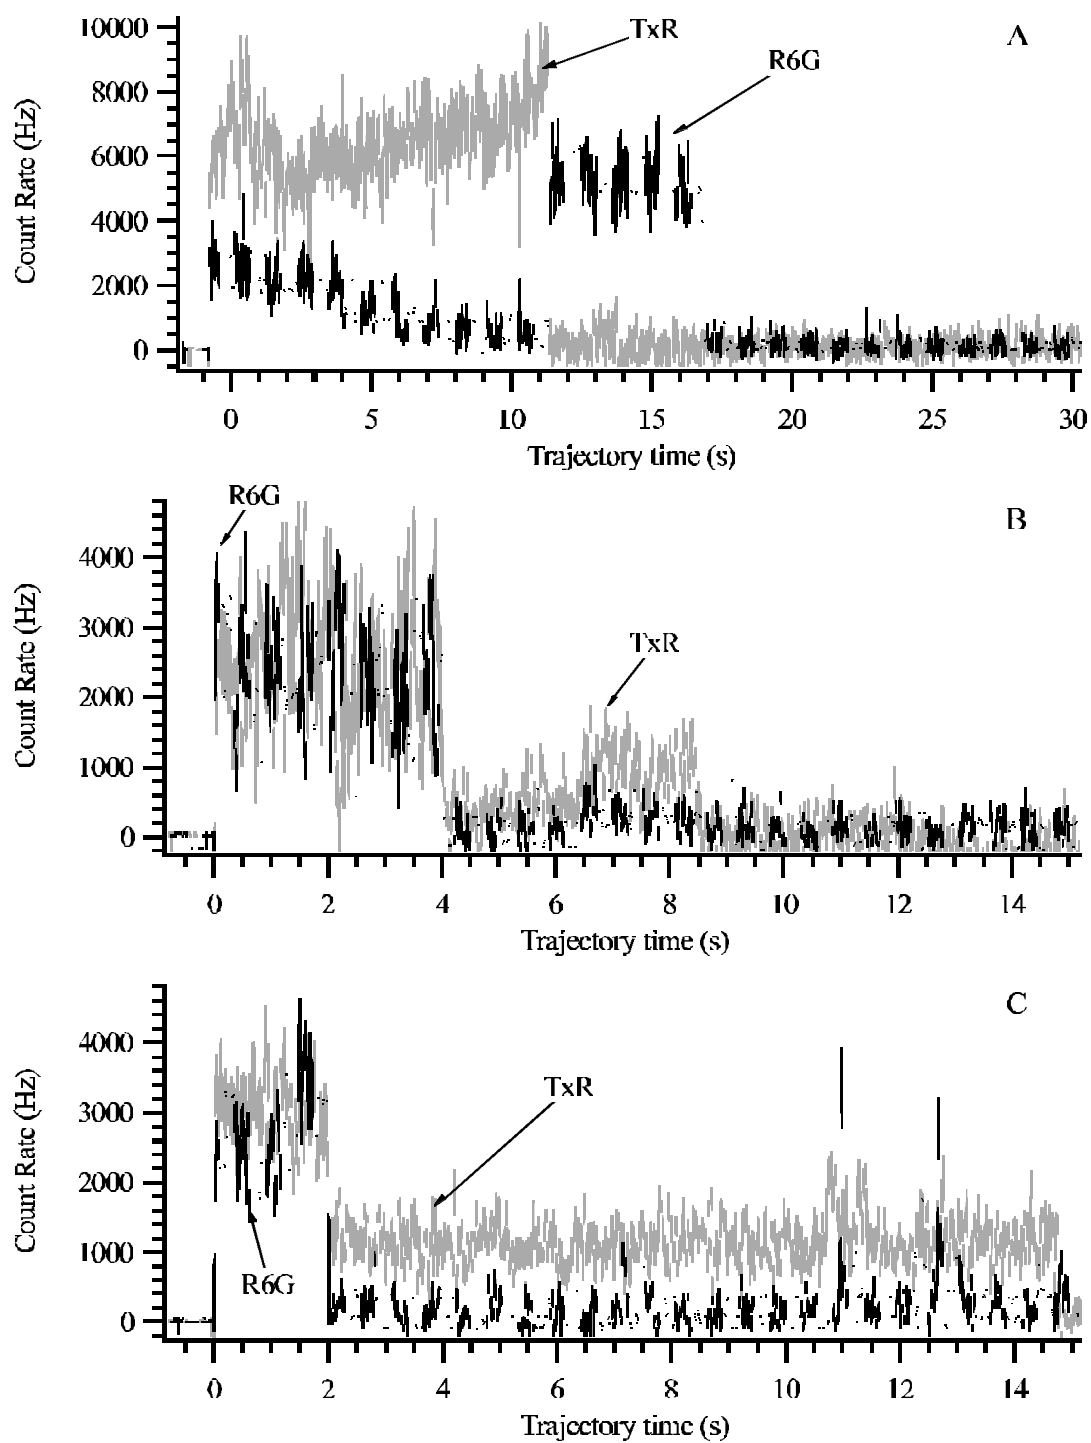 A
TxR
R6G
10000
8000
6000
4000
2000
0
Count Rate (Hz)
0 5 10 15 20 25 30
Trajectory time (s)
B
R6G
TxR
4000
3000
2000
1000
0
Count Rate (Hz)
0 2 4 6 8 10 12 14
Trajectory time (s)
C
TxR
R6G
4000
3000
2000
1000
0
Count Rate (Hz)
0 2 4 6 8 10 12 14
Trajectory time (s)